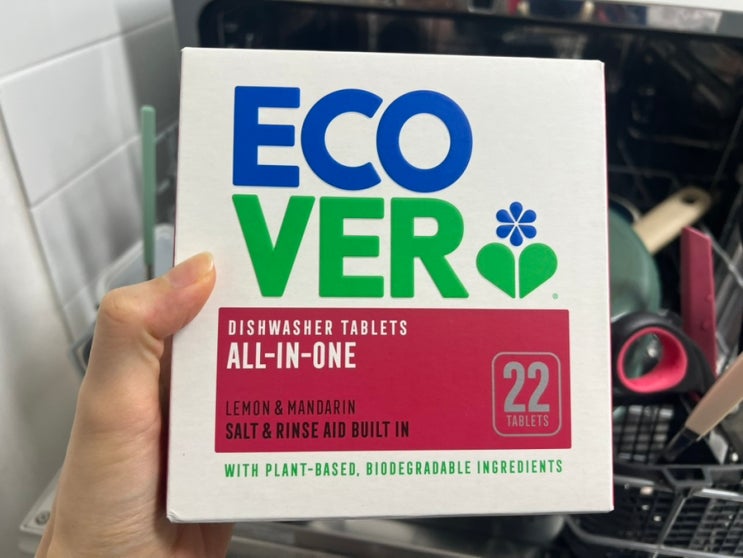 ECO
VER
DISHWASHER TABLETS
ALL-IN-ONE
LEMON & MANDARIN
SALT & RINSE AID BUILT IN
22
TABLETS
WITH PLANT-BASED, BIODEGRADABLE INGREDIENTS